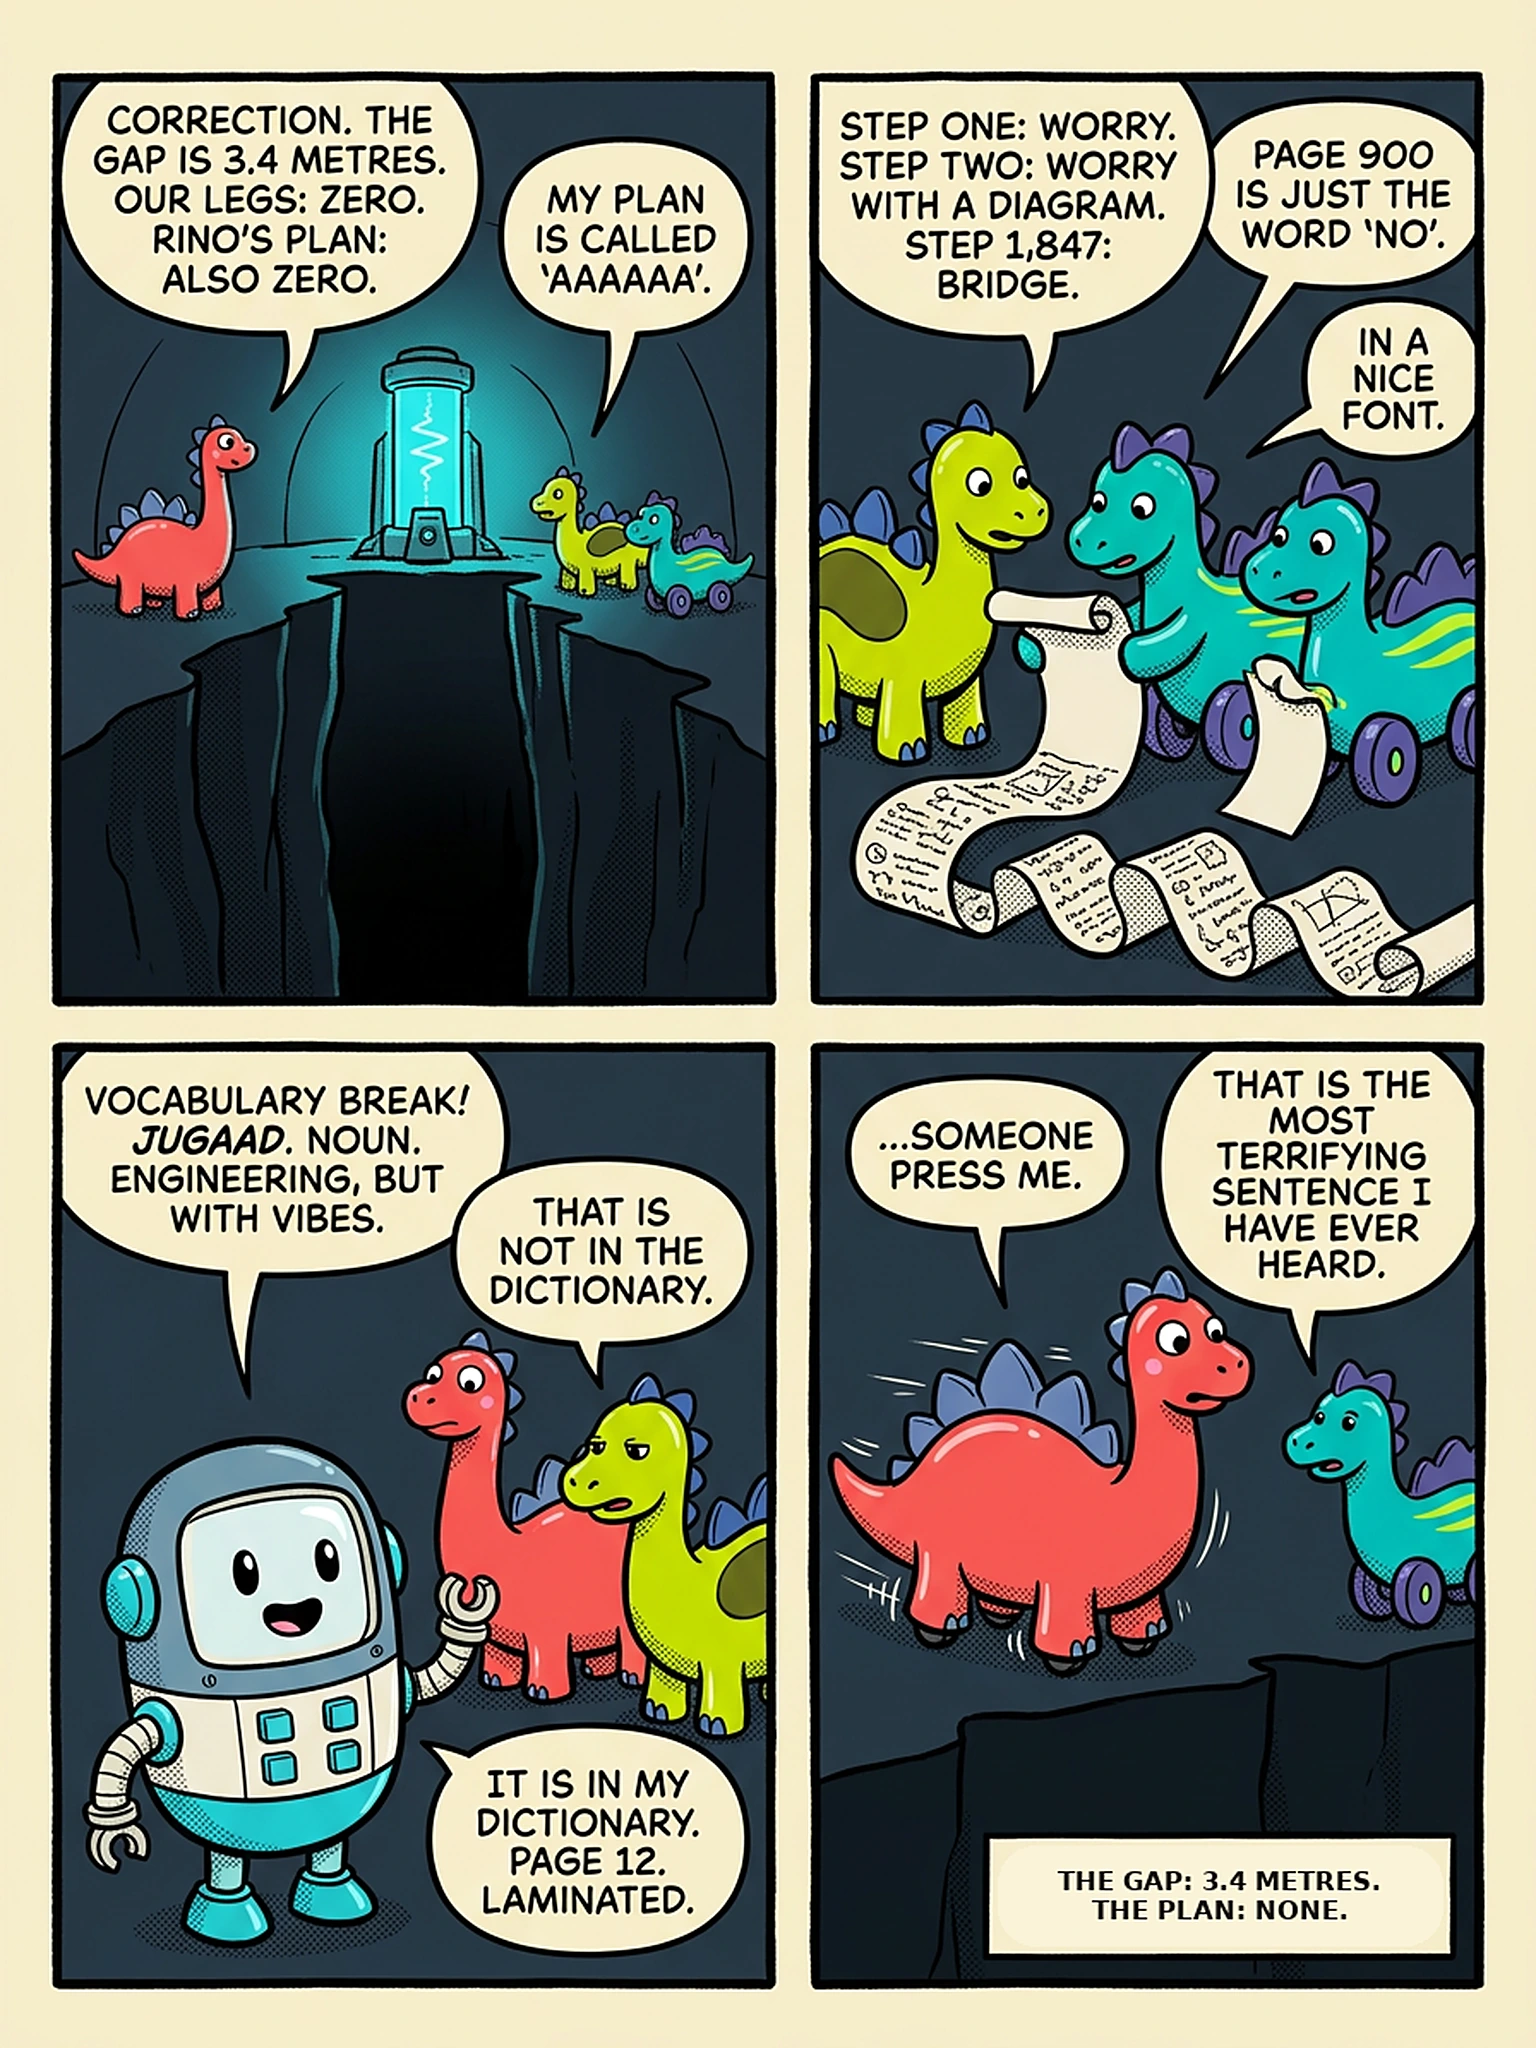 CORRECTION. THE
GAP IS 3.4 METRES.
OUR LEGS: ZERO.
RINO'S PLAN:
ALSO ZERO.
MY PLAN
IS CALLED
'AAAAAA'.
STEP ONE: WORRY.
STEP TWO: WORRY
WITH A DIAGRAM.
STEP 1,847:
BRIDGE.
PAGE 900
IS JUST THE
WORD 'NO'.
IN A
NICE
FONT.
VOCABULARY BREAK!
JUGAAD. NOUN.
ENGINEERING, BUT
WITH VIBES.
THAT IS
NOT IN THE
DICTIONARY.
IT IS IN MY
DICTIONARY.
PAGE 12.
LAMINATED.
...SOMEONE
PRESS ME.
THAT IS THE
MOST
TERRIFYING
SENTENCE I
HAVE EVER
HEARD.
THE GAP: 3.4 METRES.
THE PLAN: NONE.